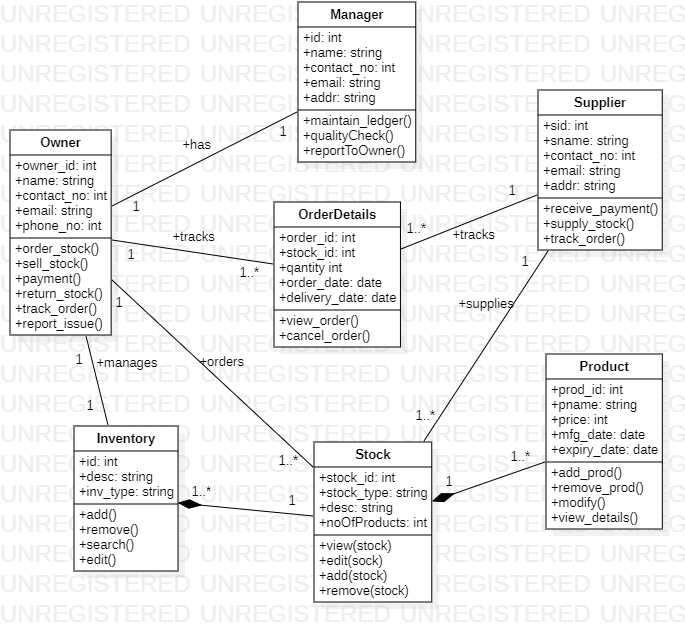 UNREGISTERED
Manager
+id: int
+name: string
+contact_no: int
+email: string
+addr: string
+maintain_ledger()
+qualityCheck()
+reportToOwner()
Supplier
+sid: int
+sname: string
+contact_no: int
+email: string
+addr: string
+receive_payment()
+supply_stock()
+track_order()
Owner
+owner_id: int
+name: string
+contact_no: int
+email: string
+phone_no: int
+order_stock()
+sell_stock()
+payment()
+return_stock()
+track_order()
+report_issue()
+has
1
1
OrderDetails
+order_id: int
+stock_id: int
+qantity int
+order_date: date
+delivery_date: date
+view_order()
+cancel_order()
+tracks
1
1..*
1
1..*
+tracks
1
+supplies
1..*
1
+orders
1..*
1
+manages
1
Product
+prod_id: int
+pname: string
+price: int
+mfg_date: date
+expiry_date: date
+add_prod()
+remove_prod()
+modify()
+view_details()
Inventory
+id: int
+desc: string
+inv_type: string
+add()
+remove()
+search()
+edit()
1..*
1
Stock
+stock_id: int
+stock_type: string
+desc: string
+noOfProducts: int
+view(stock)
+edit(sock)
+add(stock)
+remove(stock)
1
1..*